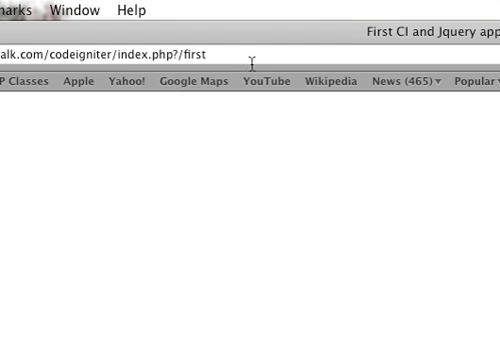 marks Window Help
First CI and Jquery app
alk.com/codeigniter/index.php?/first
P Classes Apple Yahoo! Google Maps YouTube Wikipedia News (465) Popular